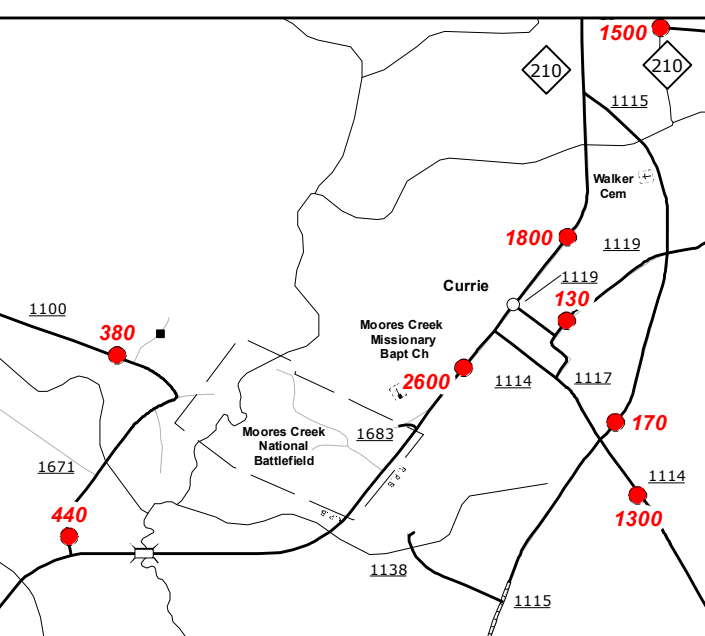 1500
210
210
1115
Walker
Cem
1800
1119
Currie
1119
130
1100
380
Moores Creek
Missionary
Bapt Ch
2600
1114
1117
170
1683
Moores Creek
National
Battlefield
R.P.B
1671
1114
440
R.P.B
1300
1138
1115